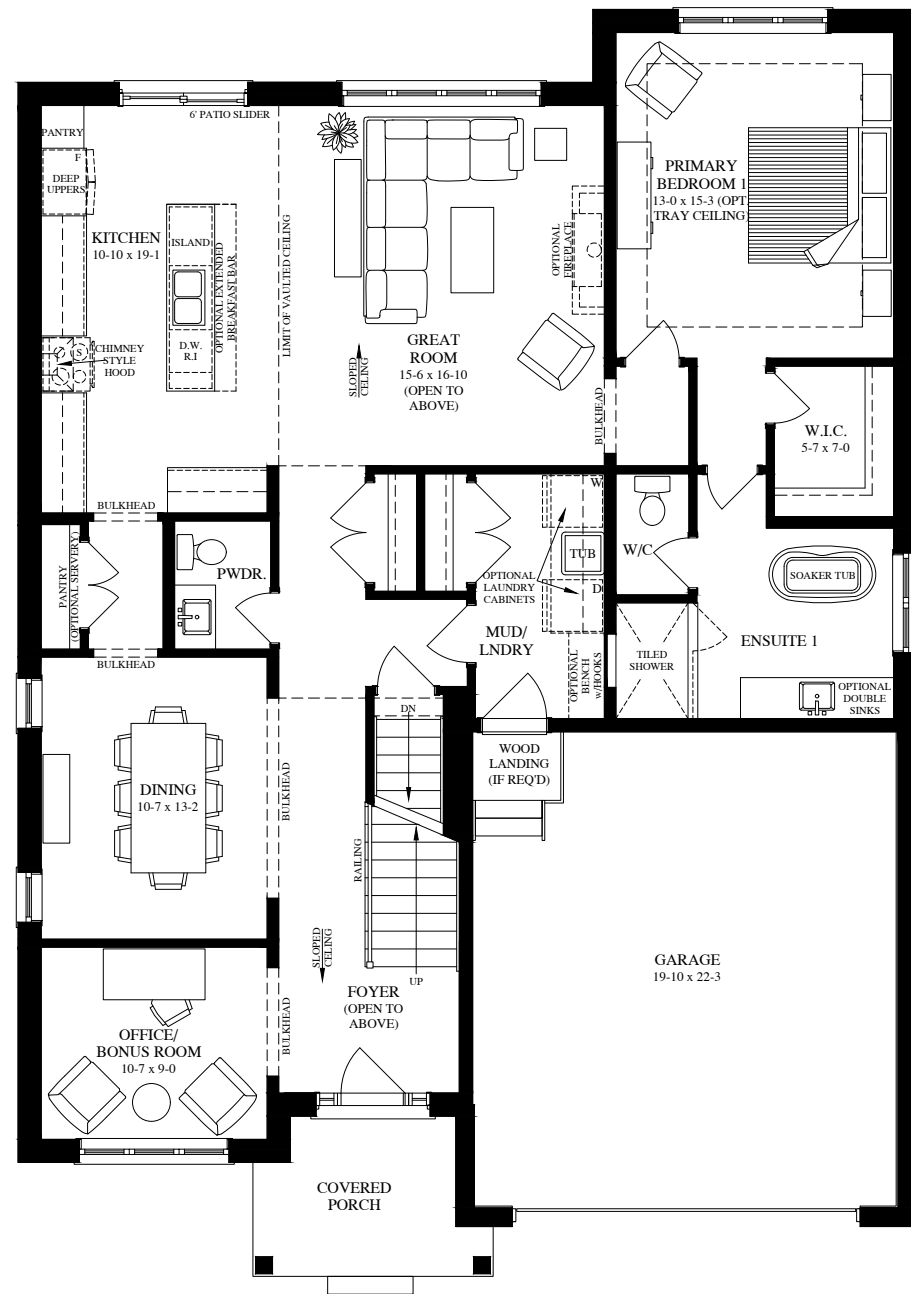 6' PATIO SLIDER
PANTRY
F
DEEP
UPPERS
KITCHEN
10-10 x 19-1
ISLAND
D.W.
R.I
OPTIONAL EXTENDED
BREAKFAST BAR
CHIMNEY
STYLE
HOOD
S
LIMIT OF VAULTED CEILING
SLOPED
CELING
GREAT
ROOM
15-6 x 16-10
(OPEN TO
ABOVE)
OPTIONAL
FIREPLACE
BULKHEAD
PRIMARY
BEDROOM 1
13-0 x 15-3 (OPT.
TRAY CEILING)
W.I.C.
5-7 x 7-0
BULKHEAD
PANTRY
(OPTIONAL SERVERY)
PWDR.
BULKHEAD
W
TUB
D
OPTIONAL
LAUNDRY
CABINETS
MUD/
LNDRY
OPTIONAL
BENCH
w/HOOKS
W/C
SOAKER TUB
TILED
SHOWER
ENSUITE 1
OPTIONAL
DOUBLE
SINKS
DN
WOOD
LANDING
(IF REQ'D)
DINING
10-7 x 13-2
BULKHEAD
RAILING
UP
SLOPED
CELING
FOYER
(OPEN TO
ABOVE)
BULKHEAD
OFFICE/
BONUS ROOM
10-7 x 9-0
GARAGE
19-10 x 22-3
COVERED
PORCH